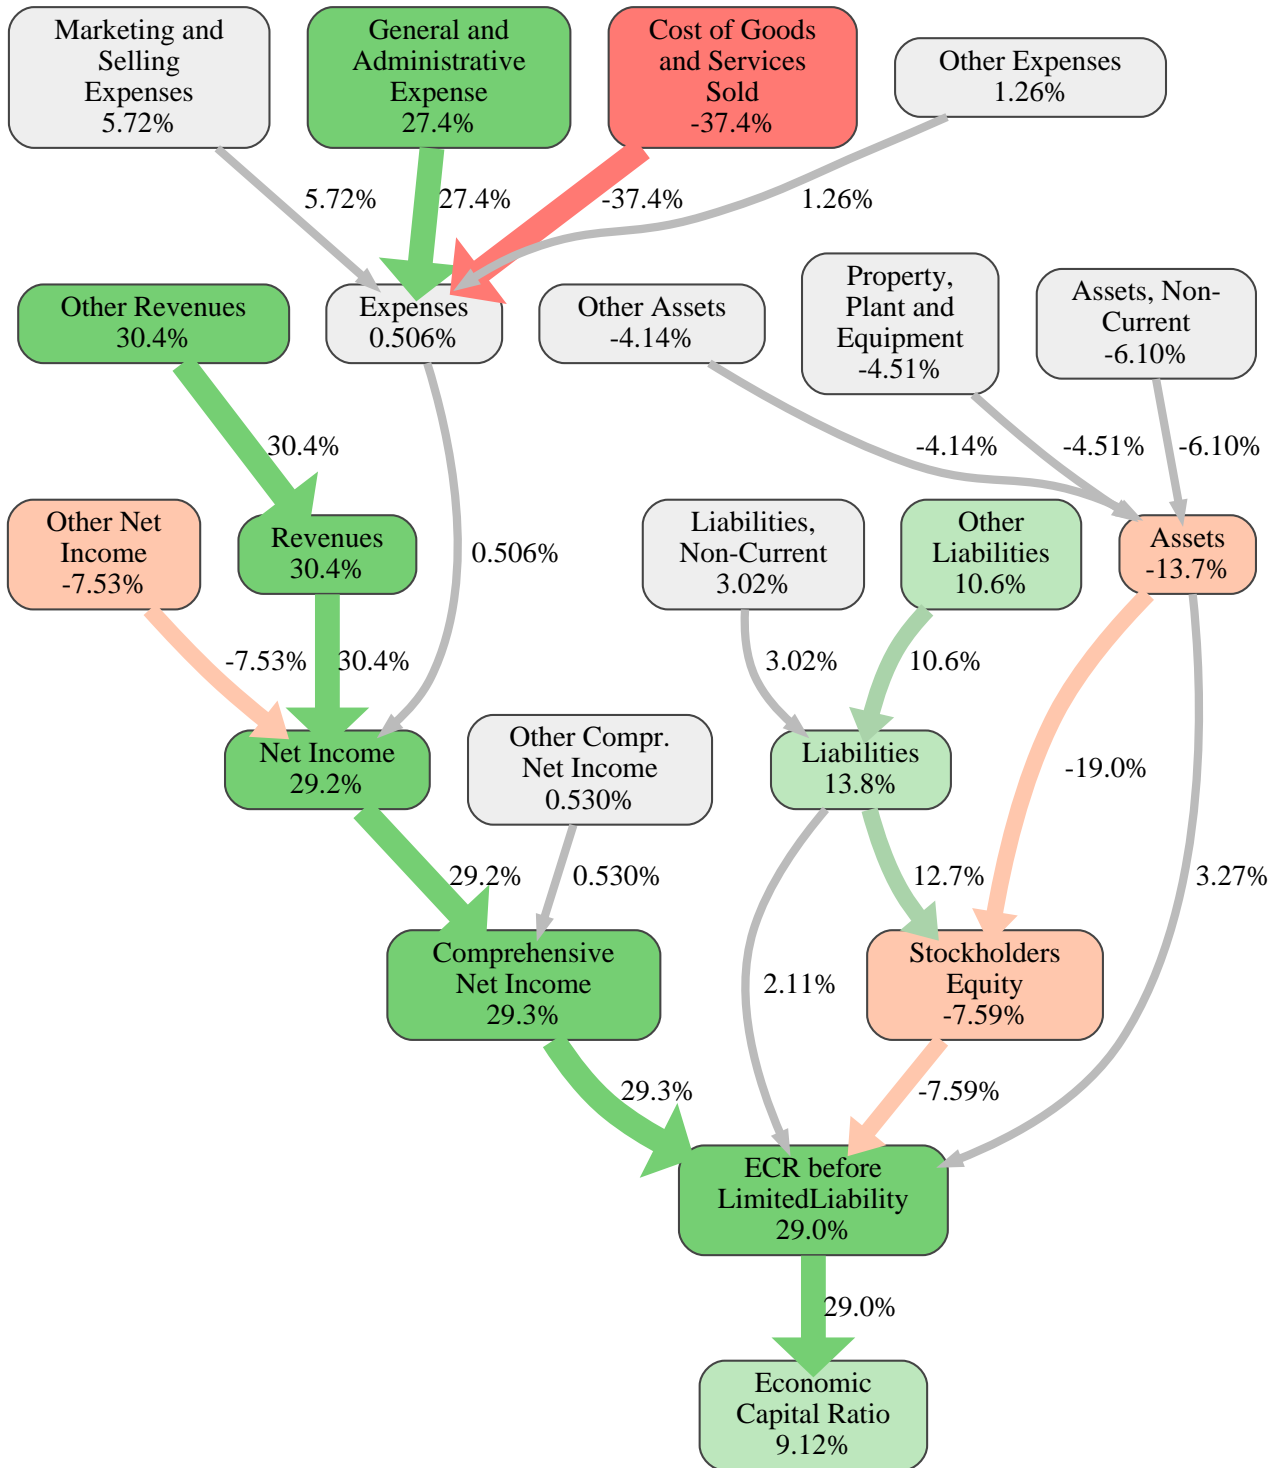 Marketing and
Selling
Expenses
5.72%
General and
Administrative
Expense
27.4%
Cost of Goods
and Services
Sold
-37.4%
Other Expenses
1.26%
5.72%
27.4%
-37.4%
1.26%
Other Revenues
30.4%
Expenses
0.506%
Other Assets
-4.14%
Property,
Plant and
Equipment
-4.51%
Assets, Non-
Current
-6.10%
30.4%
-4.14%
-4.51%
-6.10%
Other Net
Income
-7.53%
Revenues
30.4%
0.506%
Liabilities,
Non-Current
3.02%
Other
Liabilities
10.6%
Assets
-13.7%
-7.53%
30.4%
3.02%
10.6%
Net Income
29.2%
Other Compr.
Net Income
0.530%
Liabilities
13.8%
-19.0%
29.2%
0.530%
12.7%
3.27%
Comprehensive
Net Income
29.3%
2.11%
Stockholders
Equity
-7.59%
29.3%
-7.59%
ECR before
LimitedLiability
29.0%
29.0%
Economic
Capital Ratio
9.12%